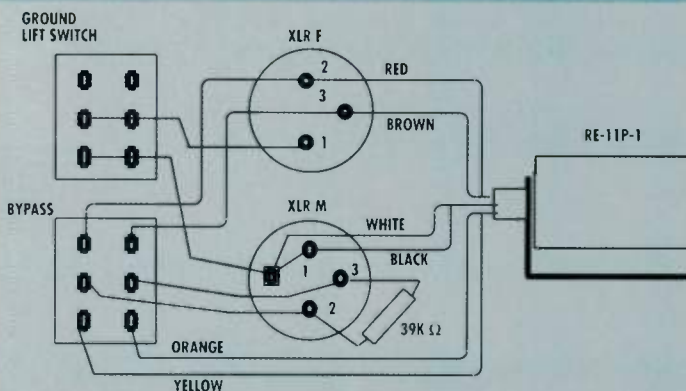 GROUND
LIFT SWITCH
XLR F
2
RED
3
BROWN
1
RE-11P-1
BYPASS
XLR M
WHITE
BLACK
1
3
2
39K Ω
ORANGE
YELLOW